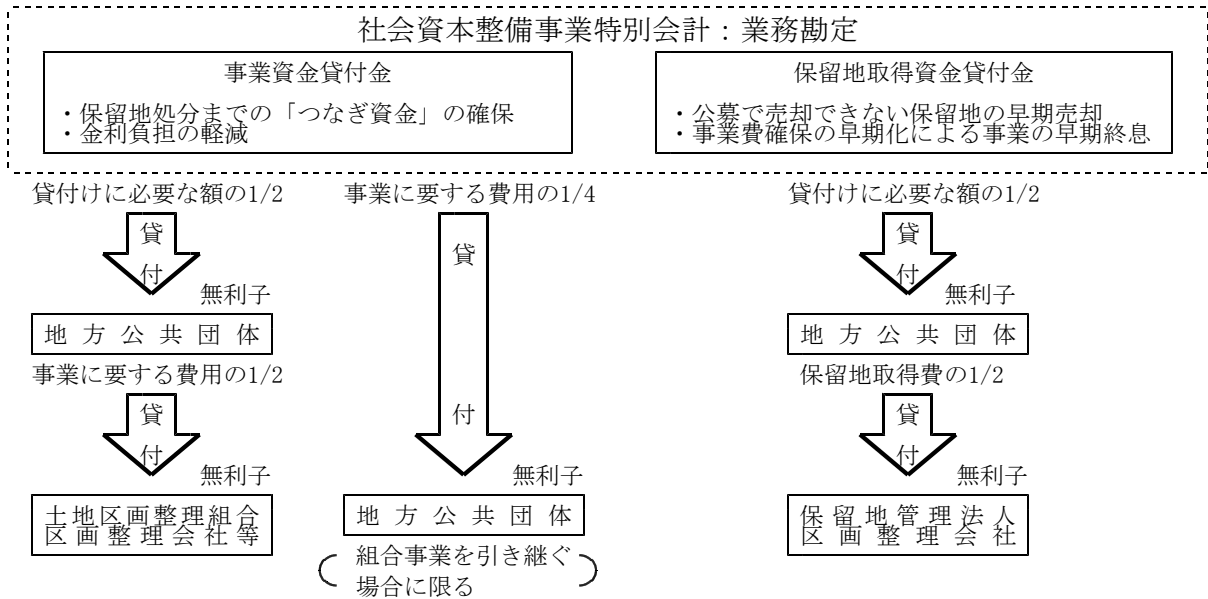 社会資本整備事業特別会計：業務勘定
事業資金貸付金
・保留地処分までの「つなぎ資金」の確保
・金利負担の軽減
保留地取得資金貸付金
・公募で売却できない保留地の早期売却
・事業費確保の早期化による事業の早期終息
貸付けに必要な額の1/2
貸
付
無利子
地方公共団体
事業に要する費用の1/2
貸
付
無利子
土地区画整理組合
区画整理会社等
事業に要する費用の1/4
貸
付
無利子
地方公共団体
組合事業を引き継ぐ
場合に限る
貸付けに必要な額の1/2
貸
付
無利子
地方公共団体
保留地取得費の1/2
貸
付
無利子
保留地管理法人
区画整理会社